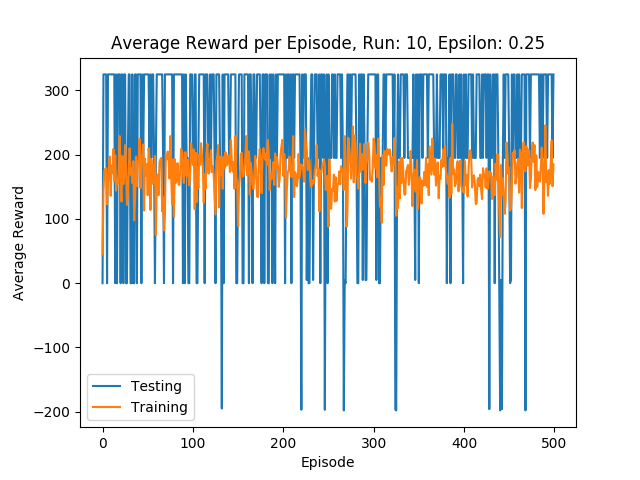 Average Reward per Episode, Run: 10, Epsilon: 0.25
Average Reward
300
200
100
0
−100
−200
Testing
Training
0 100 200 300 400 500
Episode